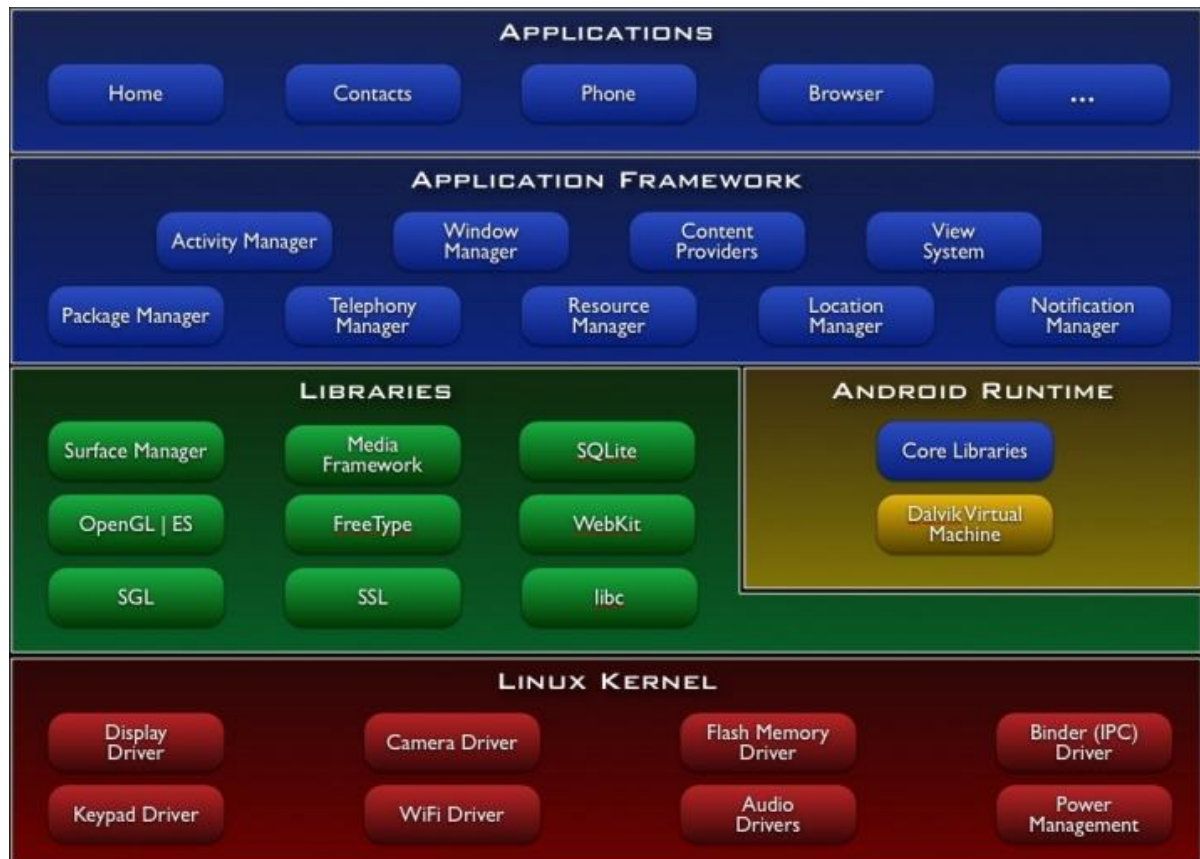 APPLICATIONS
Home
Contacts
Phone
Browser
...
APPLICATION FRAMEWORK
Activity Manager
Window
Manager
Content
Providers
View
System
Package Manager
Telephony
Manager
Resource
Manager
Location
Manager
Notification
Manager
LIBRARIES
Surface Manager
Media
Framework
SQLite
OpenGL | ES
FreeType
WebKit
SGL
SSL
libc
ANDROID RUNTIME
Core Libraries
Dalvik Virtual
Machine
LINUX KERNEL
Display
Driver
Camera Driver
Flash Memory
Driver
Binder (IPC)
Driver
Keypad Driver
WiFi Driver
Audio
Drivers
Power
Management